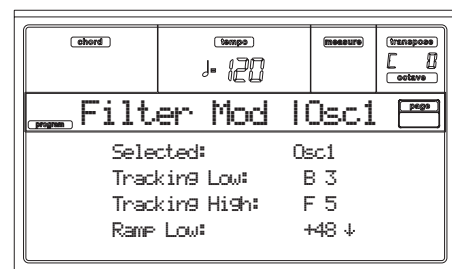 chord tempo measure transpose
♩= 120 C 0
octave
program Filter Mod |Osc1 page
Selected: Osc1
Tracking Low: B 3
Tracking High: F 5
Ramp Low: +48 ↓